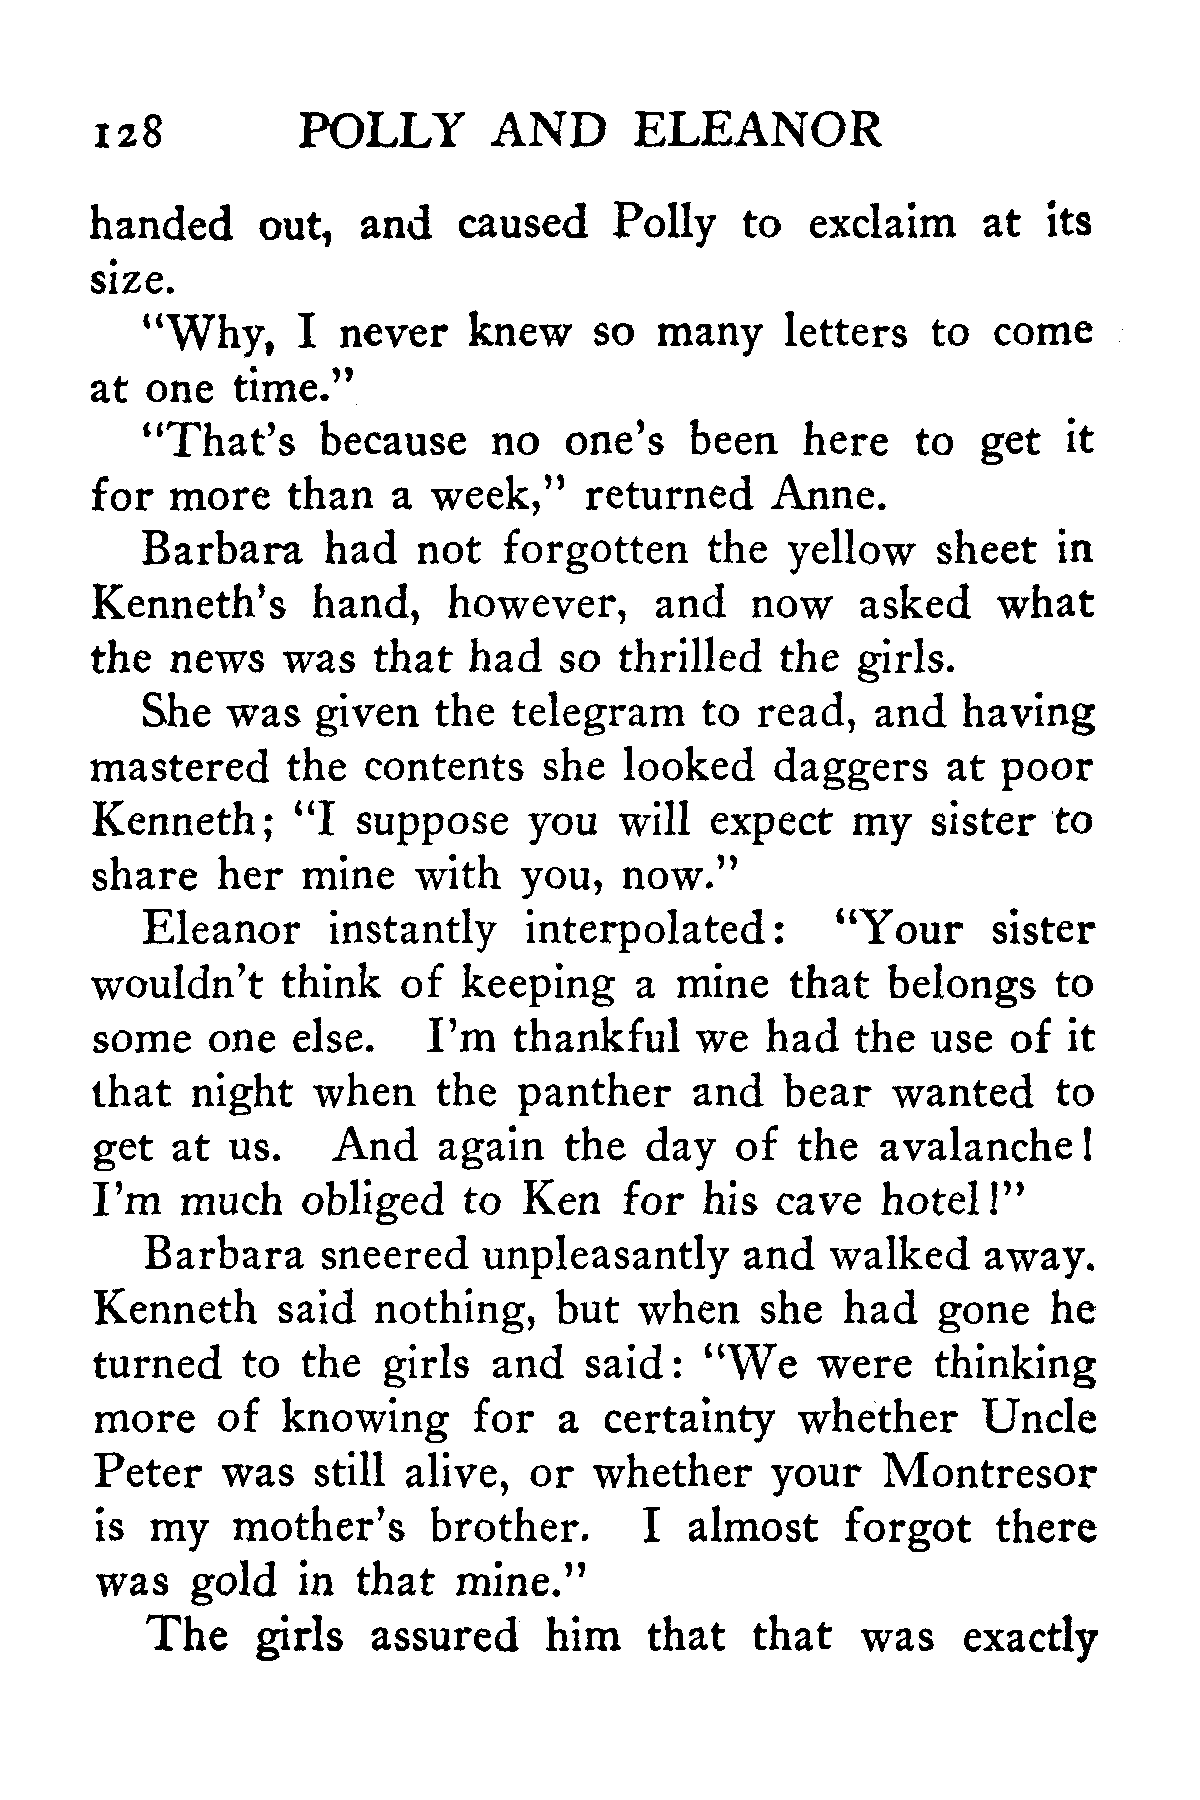 128 POLLY AND ELEANOR
handed out, and caused Polly to exclaim at its
size.
“Why, I never knew so many letters to come
at one time.”
“That’s because no one’s been here to get it
for more than a week,” returned Anne.
Barbara had not forgotten the yellow sheet in
Kenneth’s hand, however, and now asked what
the news was that had so thrilled the girls.
She was given the telegram to read, and having
mastered the contents she looked daggers at poor
Kenneth; “I suppose you will expect my sister to
share her mine with you, now.”
Eleanor instantly interpolated: “Your sister
wouldn’t think of keeping a mine that belongs to
some one else. I’m thankful we had the use of it
that night when the panther and bear wanted to
get at us. And again the day of the avalanche!
I’m much obliged to Ken for his cave hotel!”
Barbara sneered unpleasantly and walked away.
Kenneth said nothing, but when she had gone he
turned to the girls and said: “We were thinking
more of knowing for a certainty whether Uncle
Peter was still alive, or whether your Montresor
is my mother’s brother. I almost forgot there
was gold in that mine.”
The girls assured him that that was exactly